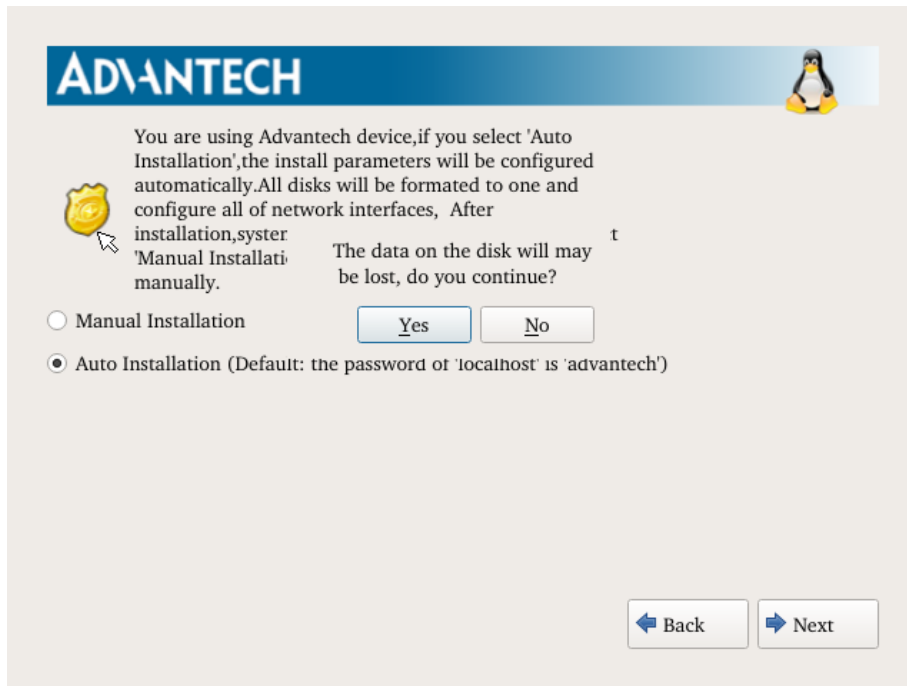 ADVANTECH
You are using Advantech device,if you select 'Auto
Installation',the install parameters will be configured
automatically.All disks will be formated to one and
configure all of network interfaces, After
installation,system
'Manual Installati
manually.
The data on the disk will may
be lost, do you continue?
Yes
No
Manual Installation
Auto Installation (Default: the password of 'localhost' is 'advantech')
Back
Next